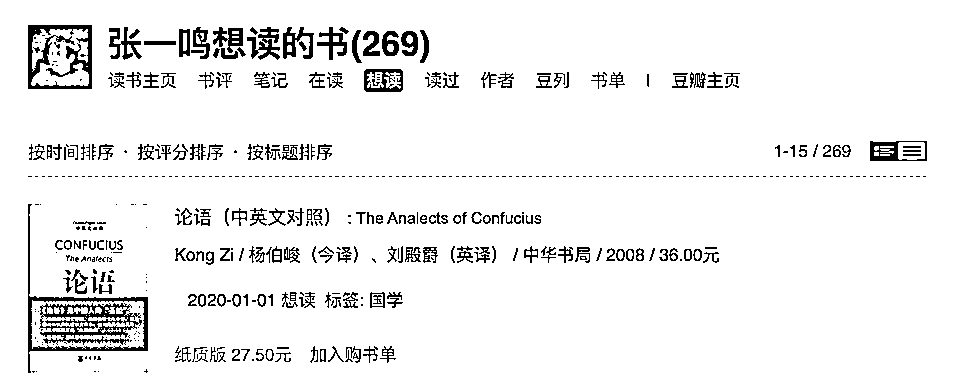 张一鸣想读的书(269)
读书主页 书评 笔记 在读 想读 读过 作者 豆列 书单 | 豆瓣主页
按时间排序 · 按评分排序 · 按标题排序 1-15 / 269
论语（中英文对照） : The Analects of Confucius
Kong Zi / 杨伯峻（今译）、刘殿爵（英译） / 中华书局 / 2008 / 36.00元
2020-01-01 想读 标签: 国学
纸质版 27.50元 加入购书单
CONFUCIUS
The Analects
论语